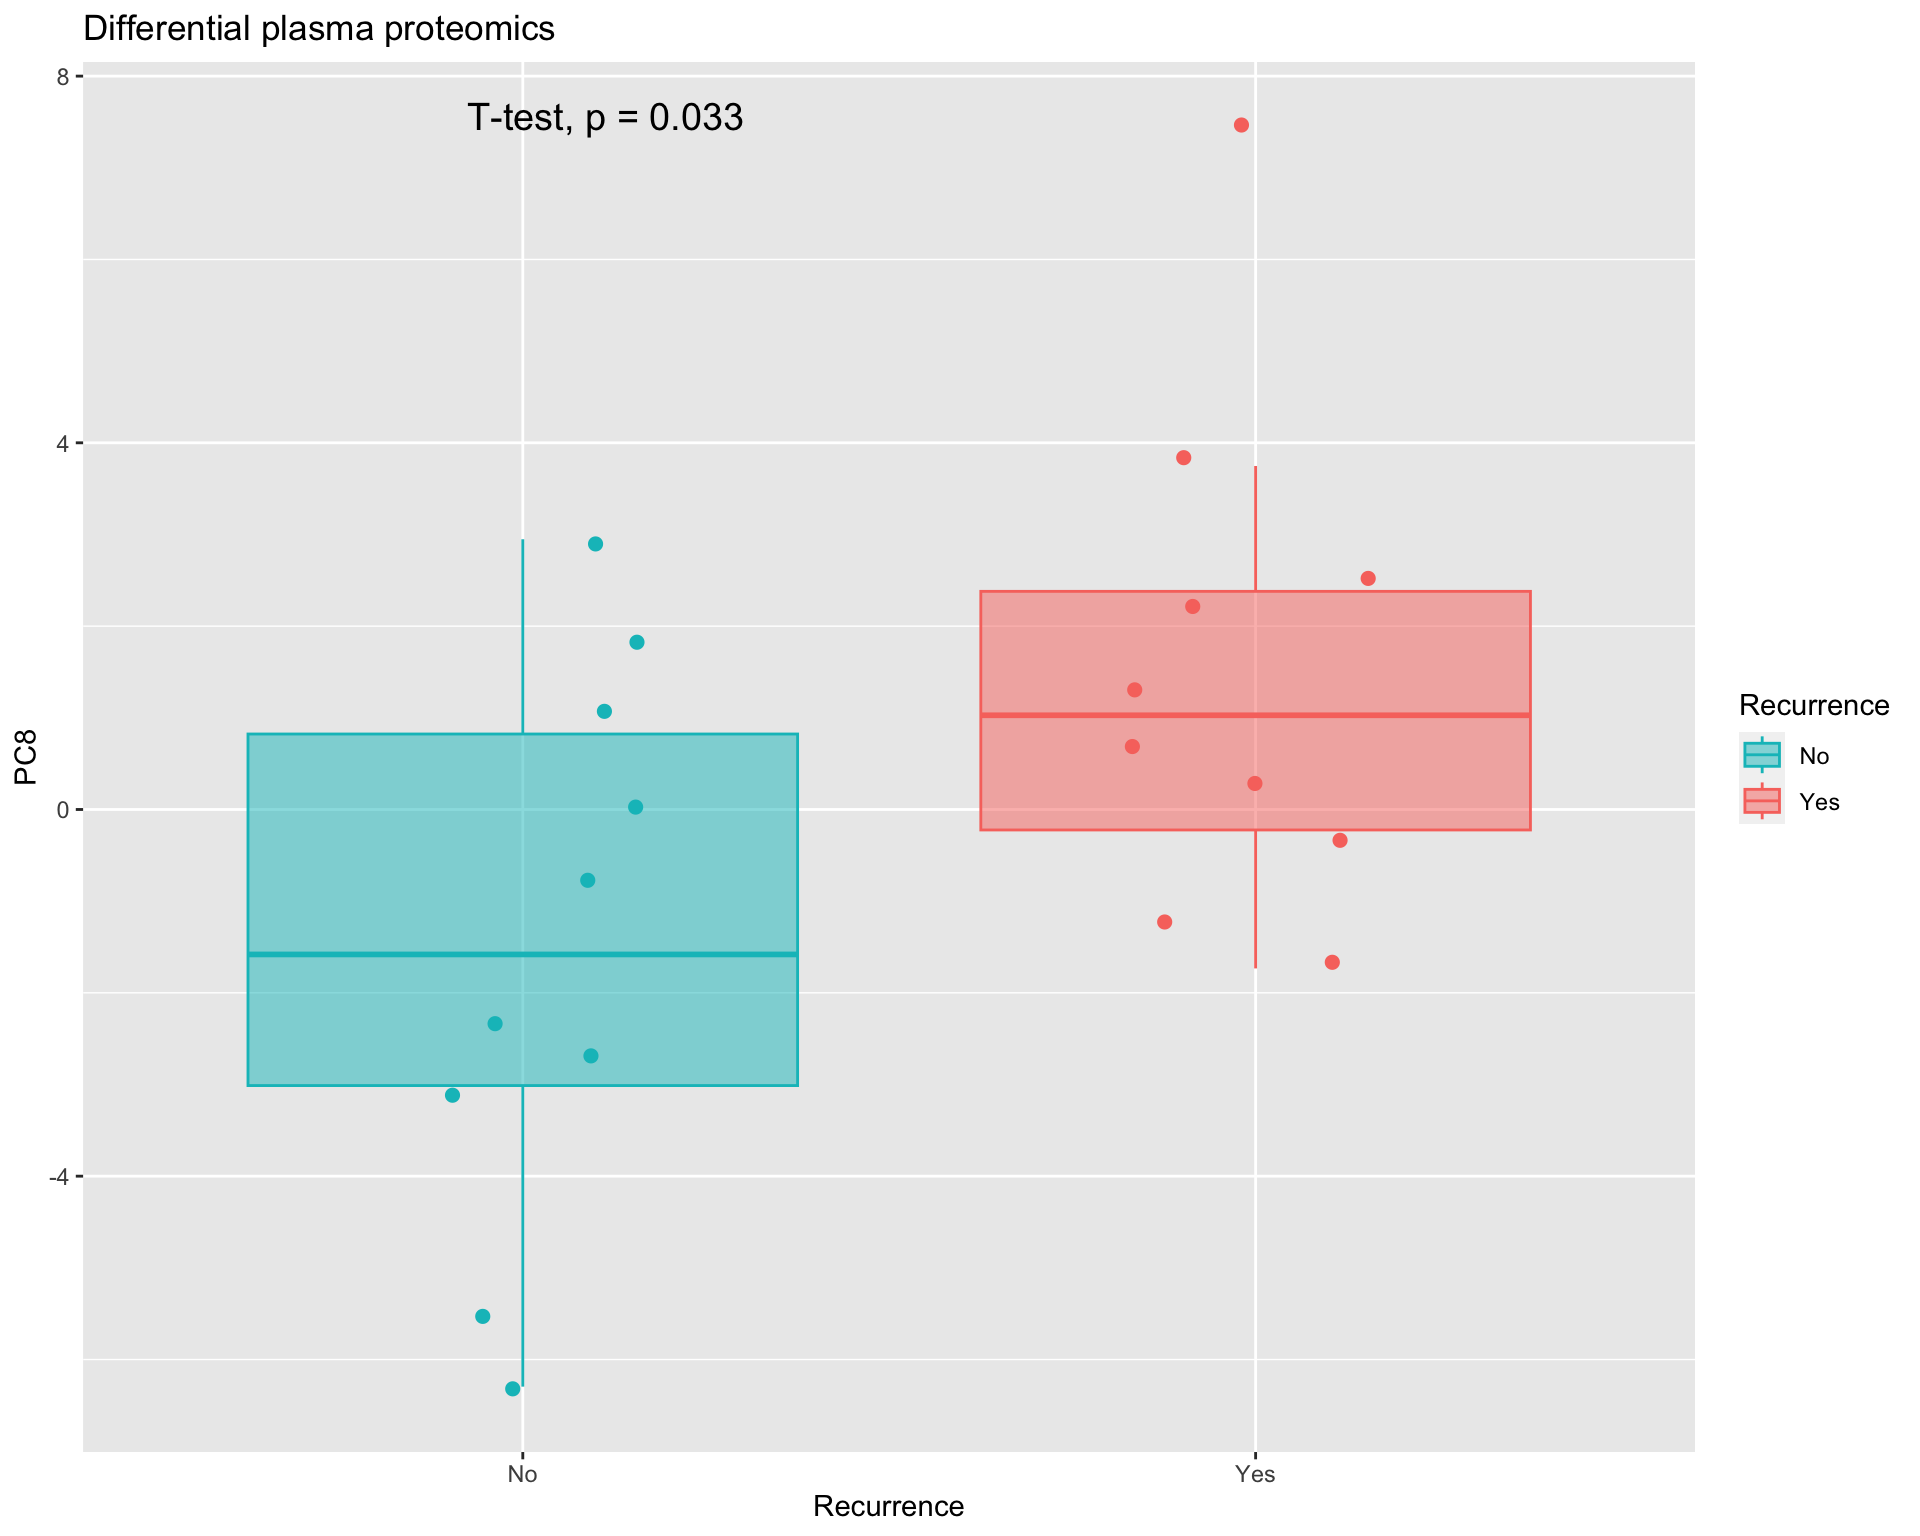 Differential plasma proteomics
T-test, p = 0.033
8
4
0
-4
PC8
No
Yes
Recurrence
Recurrence
No
Yes